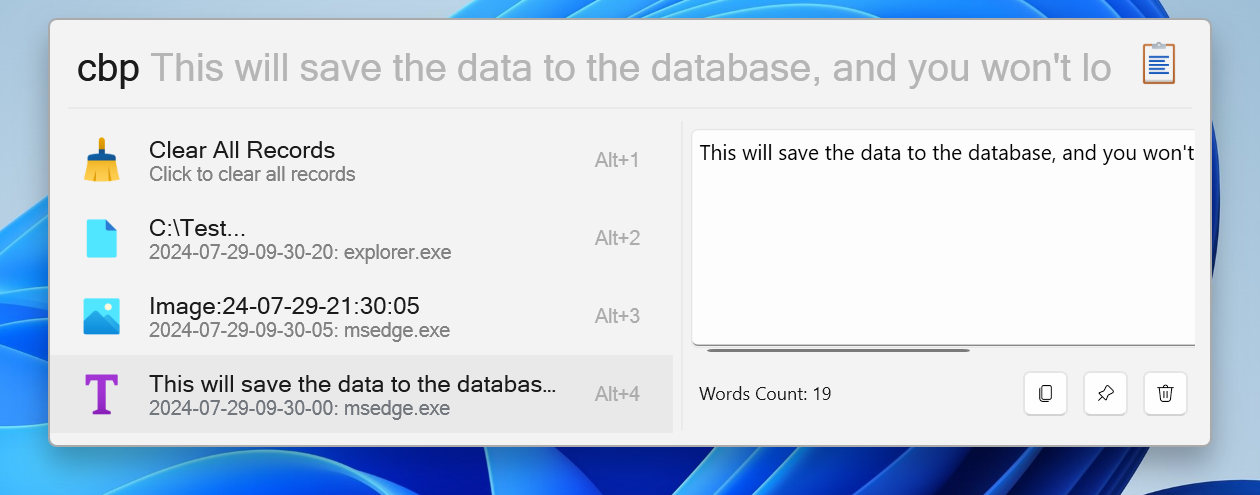 cbp This will save the data to the database, and you won't lo
Clear All Records
Click to clear all records
Alt+1
C:\Test...
2024-07-29-09-30-20: explorer.exe
Alt+2
Image:24-07-29-21:30:05
2024-07-29-09-30-05: msedge.exe
Alt+3
This will save the data to the databas...
2024-07-29-09-30-00: msedge.exe
Alt+4
This will save the data to the database, and you won't
Words Count: 19